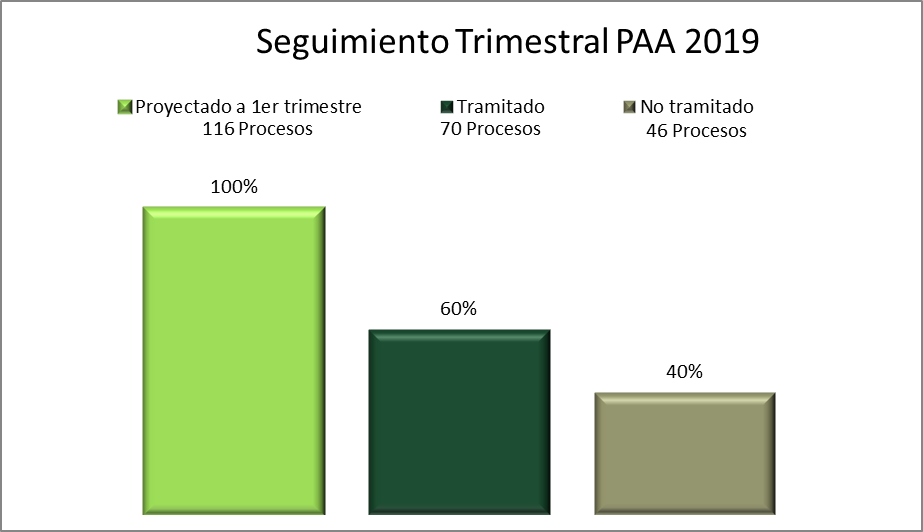 Seguimiento Trimestral PAA 2019
Proyectado a 1er trimestre
116 Procesos
Tramitado
70 Procesos
No tramitado
46 Procesos
100%
60%
40%